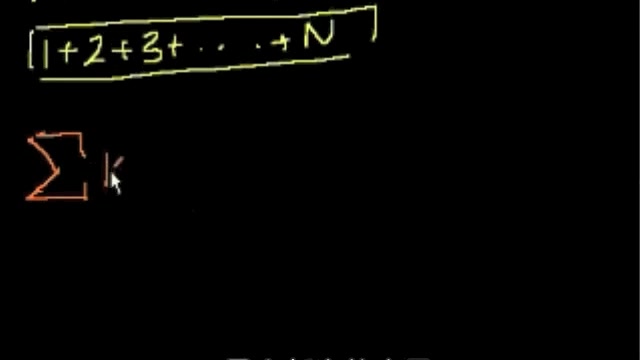 1+2+3+· · · ·+N
∑ k